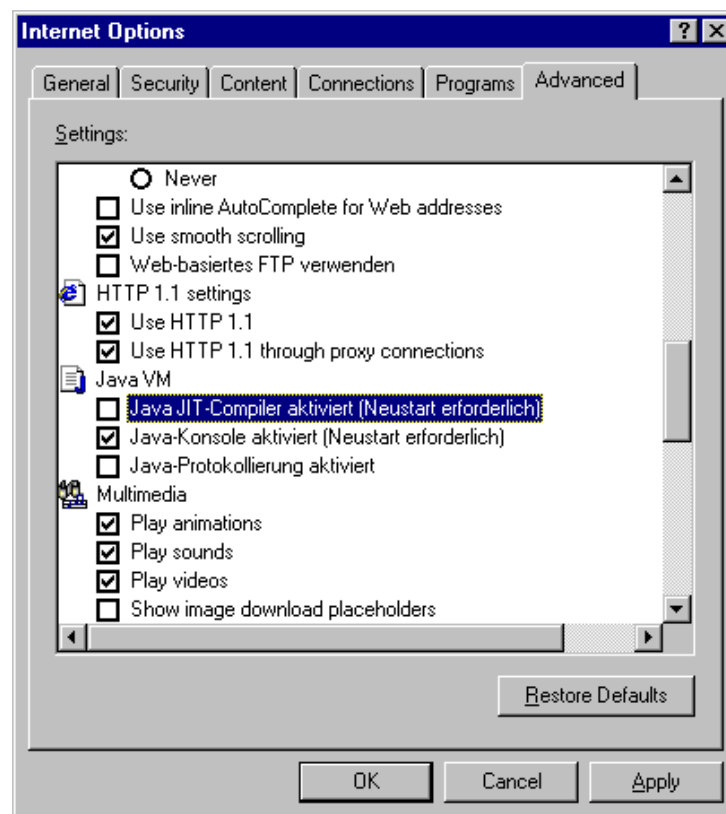 Internet Options
General Security Content Connections Programs Advanced
Settings:
Never
Use inline AutoComplete for Web addresses
Use smooth scrolling
Web-basiertes FTP verwenden
HTTP 1.1 settings
Use HTTP 1.1
Use HTTP 1.1 through proxy connections
Java VM
Java JIT-Compiler aktiviert (Neustart erforderlich)
Java-Konsole aktiviert (Neustart erforderlich)
Java-Protokollierung aktiviert
Multimedia
Play animations
Play sounds
Play videos
Show image download placeholders
Restore Defaults
OK Cancel Apply